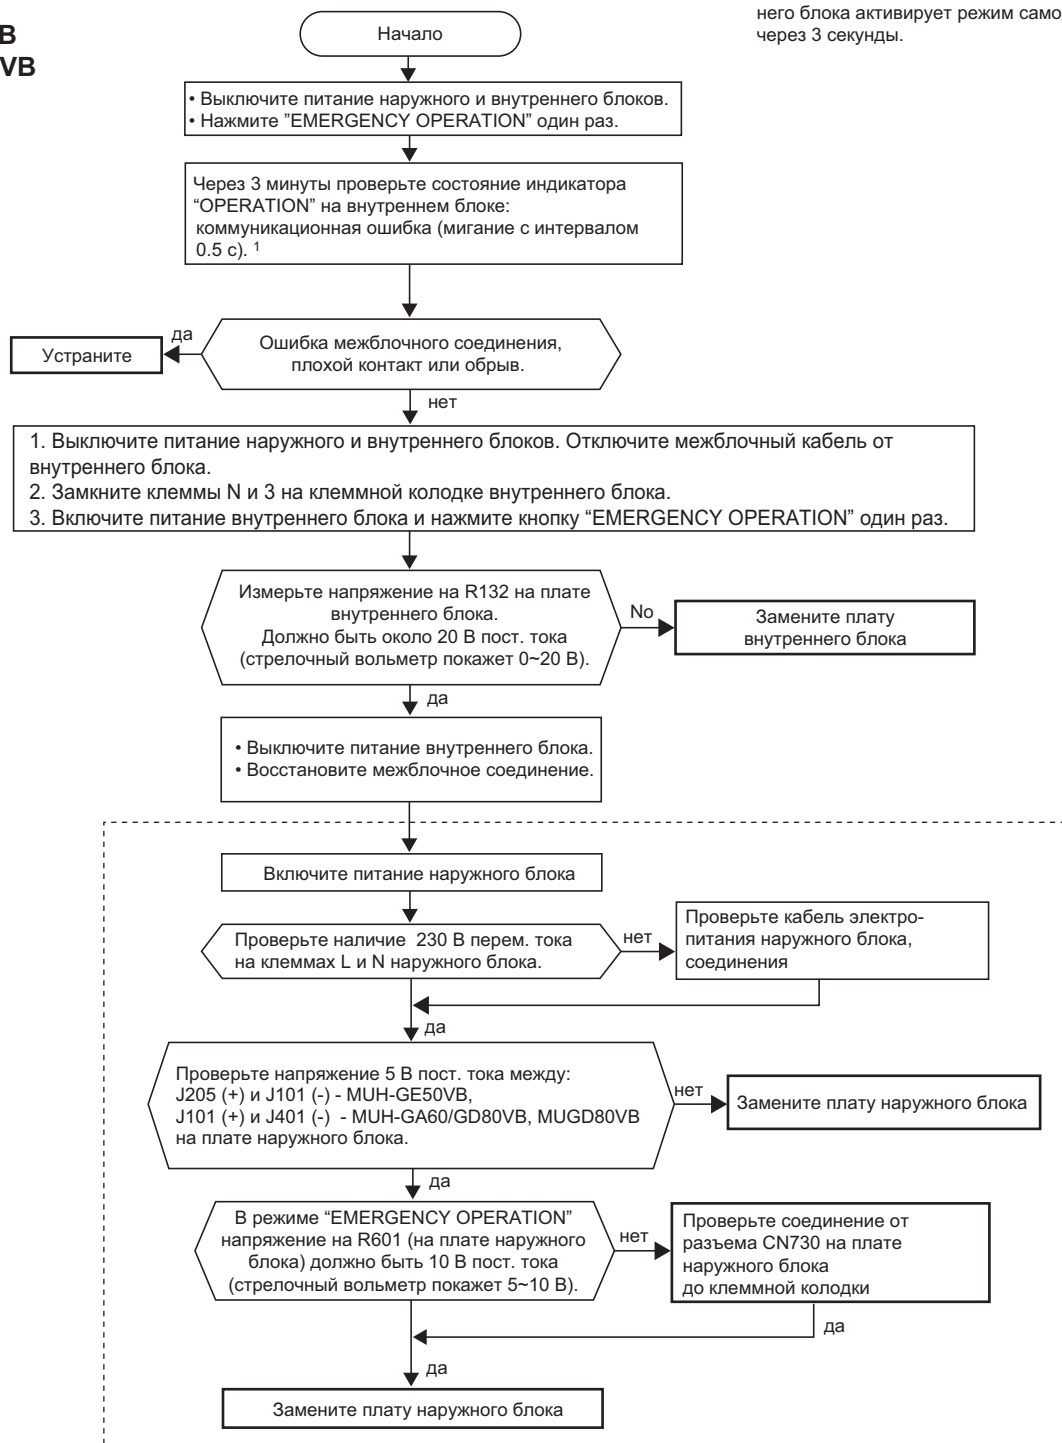 В
VB
него блока активирует режим само
через 3 секунды.
Начало
• Выключите питание наружного и внутреннего блоков.
• Нажмите ”EMERGENCY OPERATION” один раз.
Через 3 минуты проверьте состояние индикатора
“OPERATION” на внутреннем блоке:
коммуникационная ошибка (мигание с интервалом
0.5 с). 1
Ошибка межблочного соединения,
плохой контакт или обрыв.
да
Устраните
нет
1. Выключите питание наружного и внутреннего блоков. Отключите межблочный кабель от
внутреннего блока.
2. Замкните клеммы N и 3 на клеммной колодке внутреннего блока.
3. Включите питание внутреннего блока и нажмите кнопку “EMERGENCY OPERATION” один раз.
Измерьте напряжение на R132 на плате
внутреннего блока.
Должно быть около 20 В пост. тока
(стрелочный вольметр покажет 0~20 В).
No
Замените плату
внутреннего блока
да
• Выключите питание внутреннего блока.
• Восстановите межблочное соединение.
Включите питание наружного блока
Проверьте наличие 230 В перем. тока
на клеммах L и N наружного блока.
нет
Проверьте кабель электро-
питания наружного блока,
соединения
да
Проверьте напряжение 5 В пост. тока между:
J205 (+) и J101 (-) - MUH-GE50VB,
J101 (+) и J401 (-) - MUH-GA60/GD80VB, MUGD80VB
на плате наружного блока.
нет
Замените плату наружного блока
да
В режиме “EMERGENCY OPERATION”
напряжение на R601 (на плате наружного
блока) должно быть 10 В пост. тока
(стрелочный вольметр покажет 5~10 В).
нет
Проверьте соединение от
разъема CN730 на плате
наружного блока
до клеммной колодки
да
да
Замените плату наружного блока